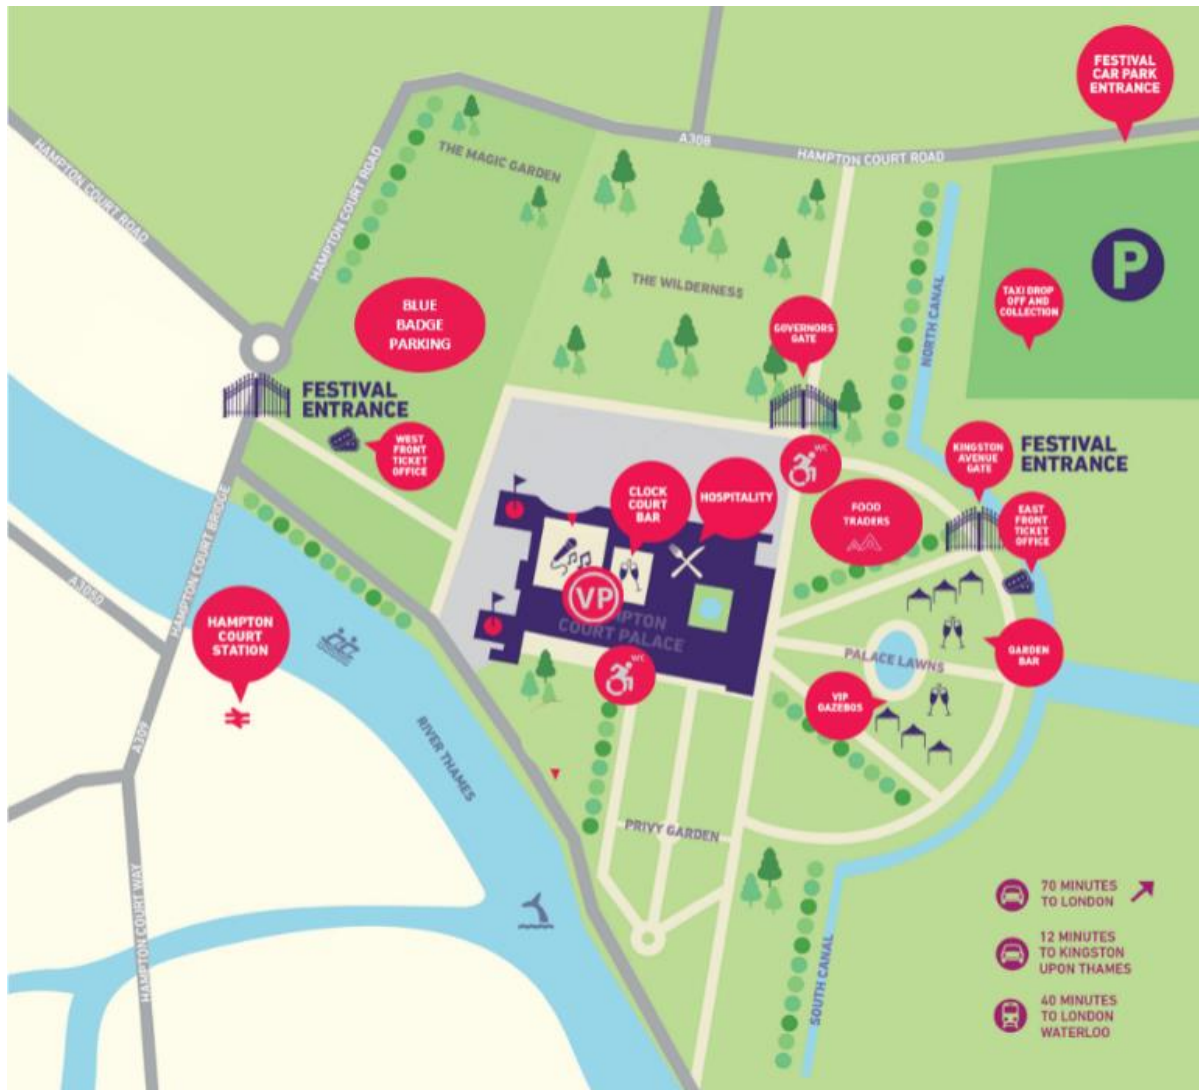 FESTIVAL
CAR PARK
ENTRANCE
A308
HAMPTON COURT ROAD
HAMPTON COURT ROAD
HAMPTON COURT ROAD
THE MAGIC GARDEN
THE WILDERNESS
P
TAXI DROP
OFF AND
COLLECTION
NORTH CANAL
BLUE
BADGE
PARKING
GOVERNORS
GATE
FESTIVAL
ENTRANCE
WEST
FRONT
TICKET
OFFICE
KINGSTON
AVENUE
GATE
FESTIVAL
ENTRANCE
WC
CLOCK
COURT
BAR
HOSPITALITY
FOOD
TRADERS
EAST
FRONT
TICKET
OFFICE
HAMPTON COURT BRIDGE
A3050
VP
COURT PALACE
HAMPTON
COURT
STATION
WC
GARDEN
BAR
PALACE LAWNS
VIP
GAZEBOS
A309
RIVER THAMES
PRIVY GARDEN
HAMPTON COURT WAY
SOUTH CANAL
70 MINUTES
TO LONDON
12 MINUTES
TO KINGSTON
UPON THAMES
40 MINUTES
TO LONDON
WATERLOO